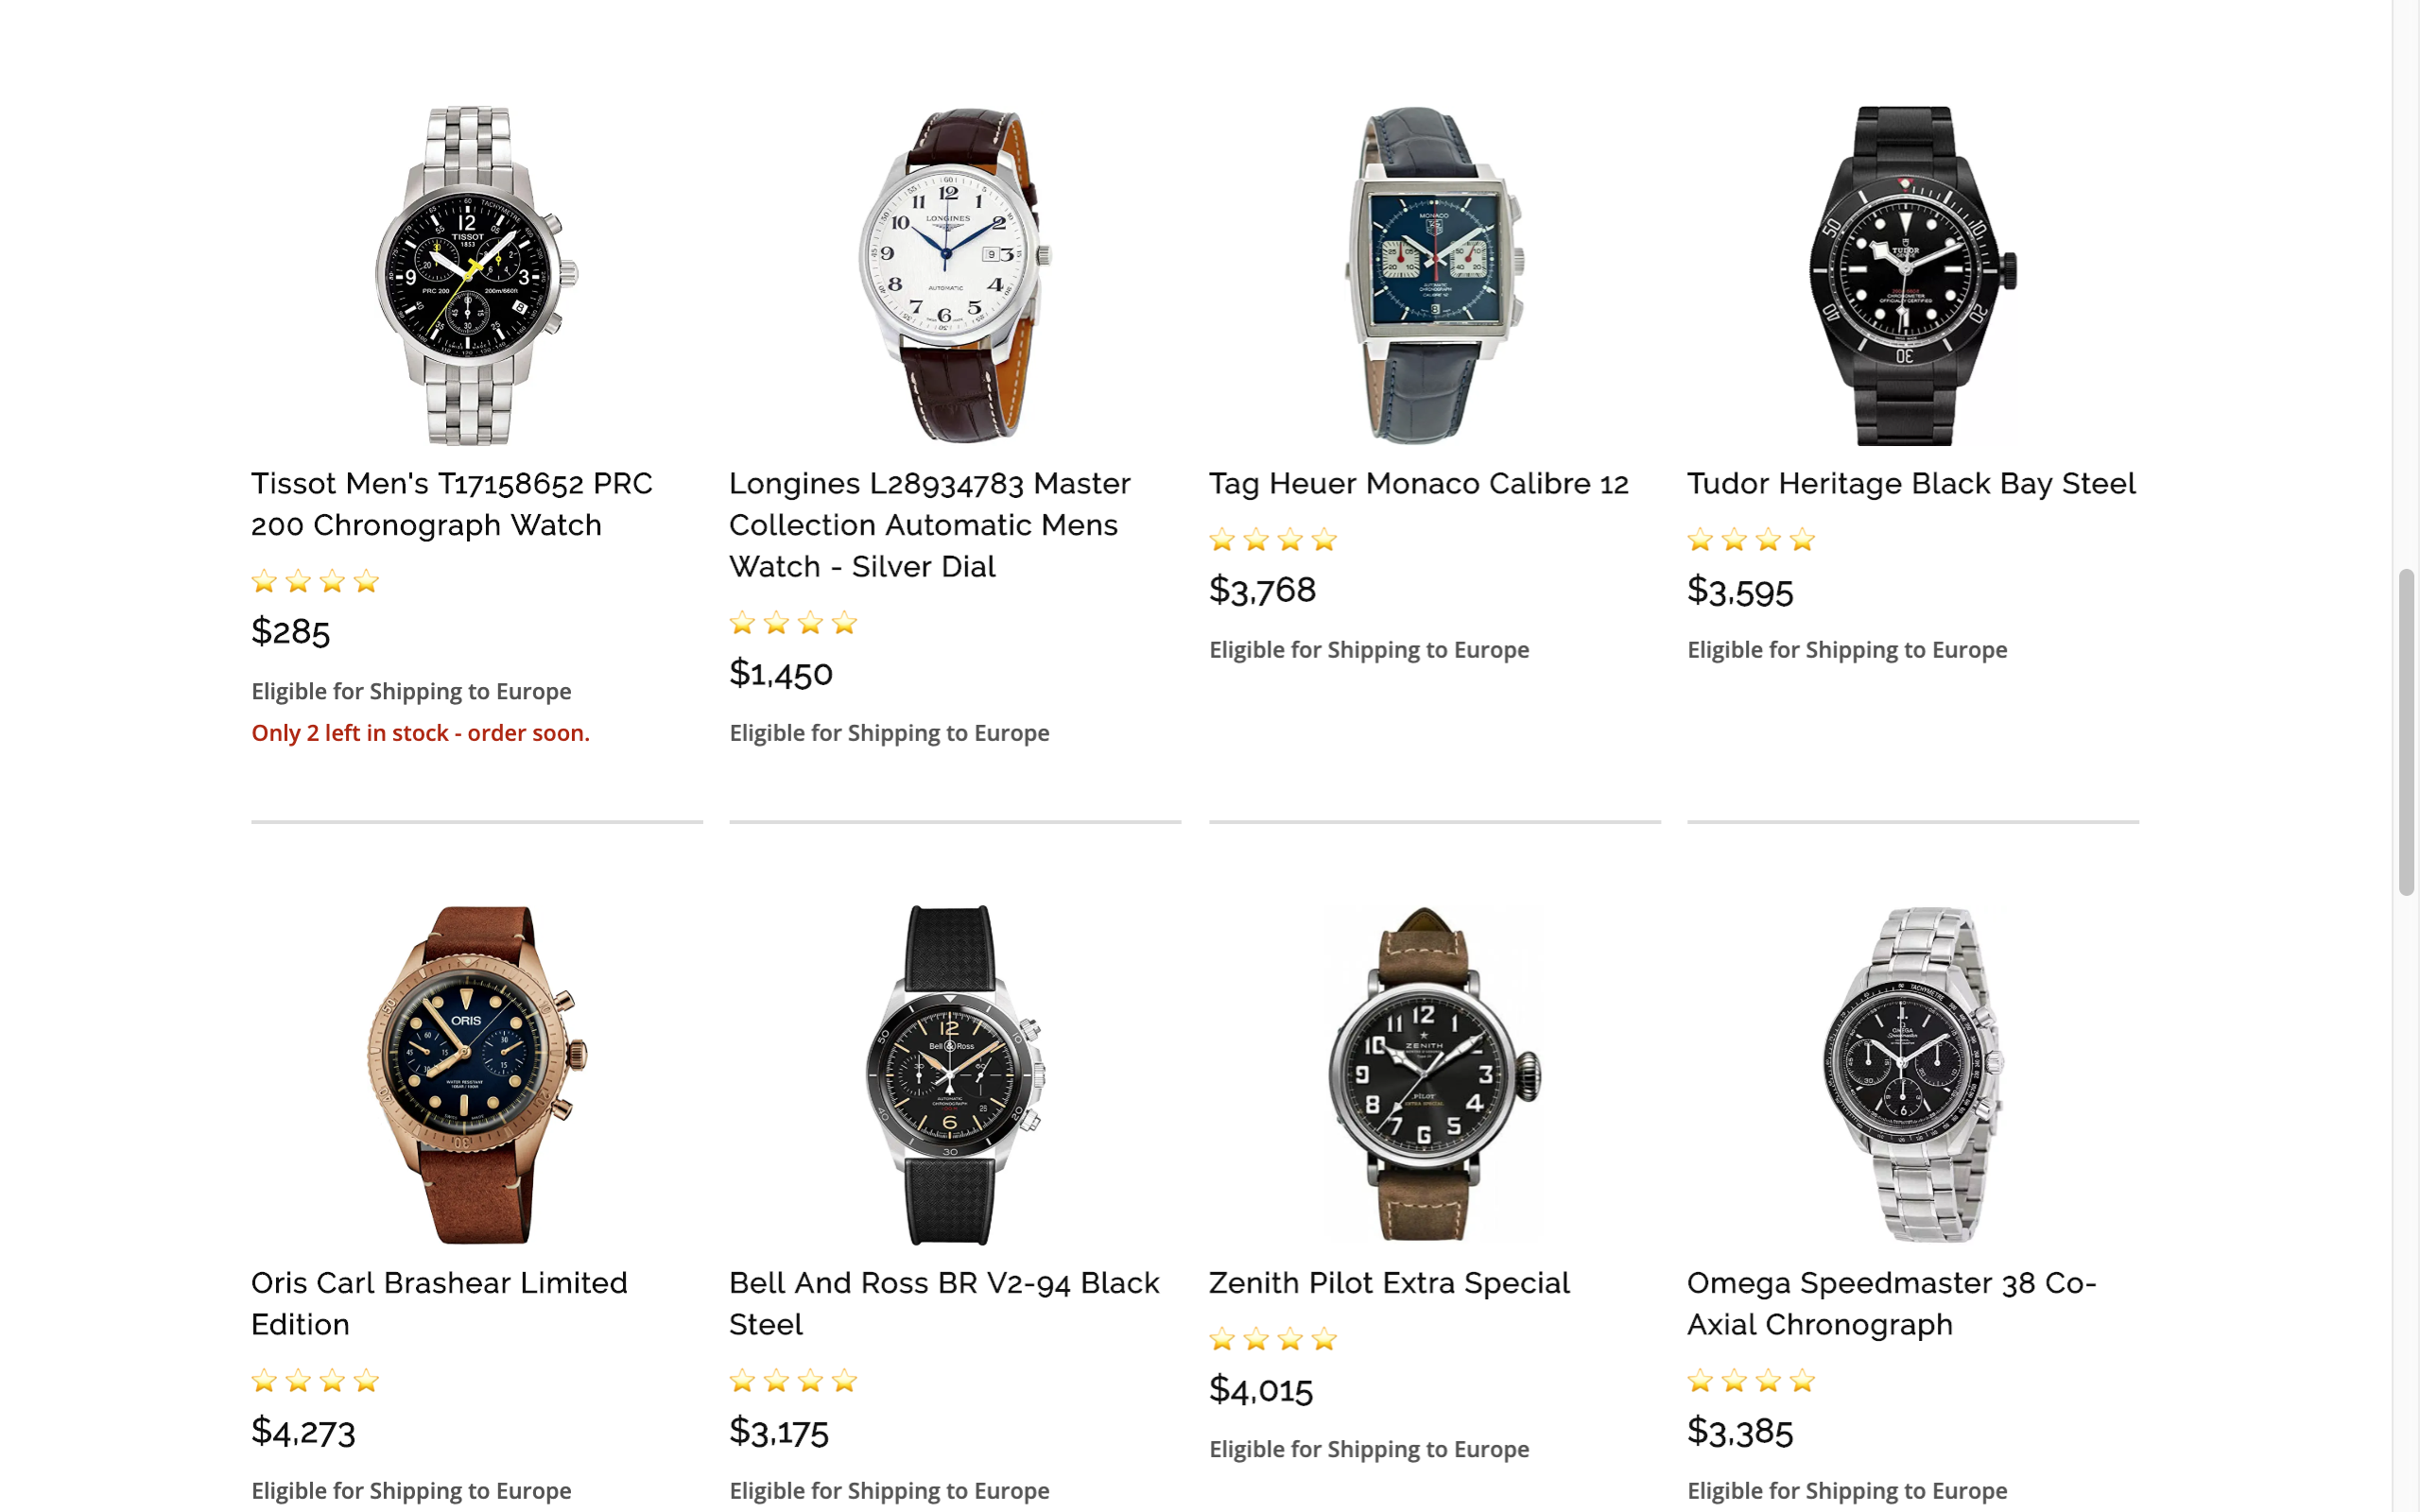 Tissot Men's T17158652 PRC
200 Chronograph Watch
$285
Eligible for Shipping to Europe
Only 2 left in stock - order soon.
Longines L28934783 Master
Collection Automatic Mens
Watch - Silver Dial
$1,450
Eligible for Shipping to Europe
Tag Heuer Monaco Calibre 12
$3,768
Eligible for Shipping to Europe
Tudor Heritage Black Bay Steel
$3,595
Eligible for Shipping to Europe
Oris Carl Brashear Limited
Edition
$4,273
Eligible for Shipping to Europe
Bell And Ross BR V2-94 Black
Steel
$3,175
Eligible for Shipping to Europe
Zenith Pilot Extra Special
$4,015
Eligible for Shipping to Europe
Omega Speedmaster 38 Co-
Axial Chronograph
$3,385
Eligible for Shipping to Europe